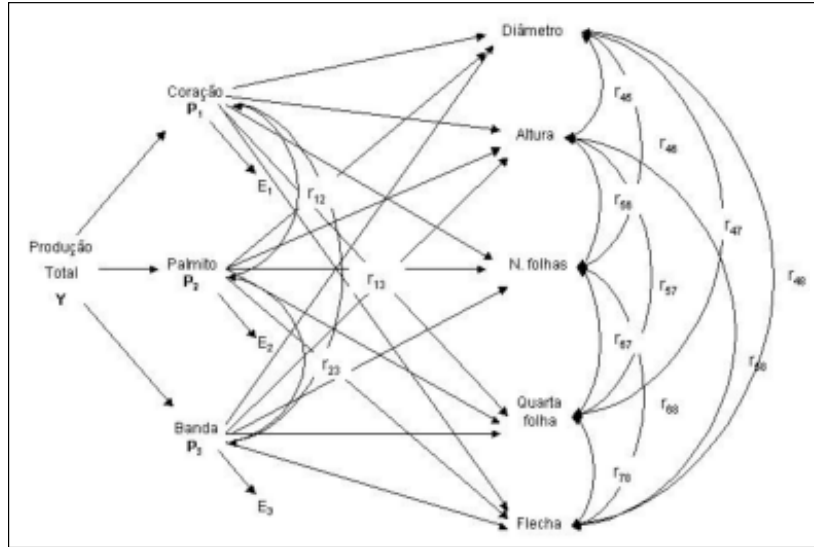 Diâmetro
Coração
P₁
r₄₅
Altura
r₄₆
E₁
r₁₂
r₅₆
r₄₇
Produção
Total
Y
Palmito
P₂
r₁₃
N. folhas
r₅₇
r₄₈
E₂
r₂₃
r₆₇
r₅₈
Banda
P₃
Quarta
folha
r₆₈
r₇₈
E₃
Flecha